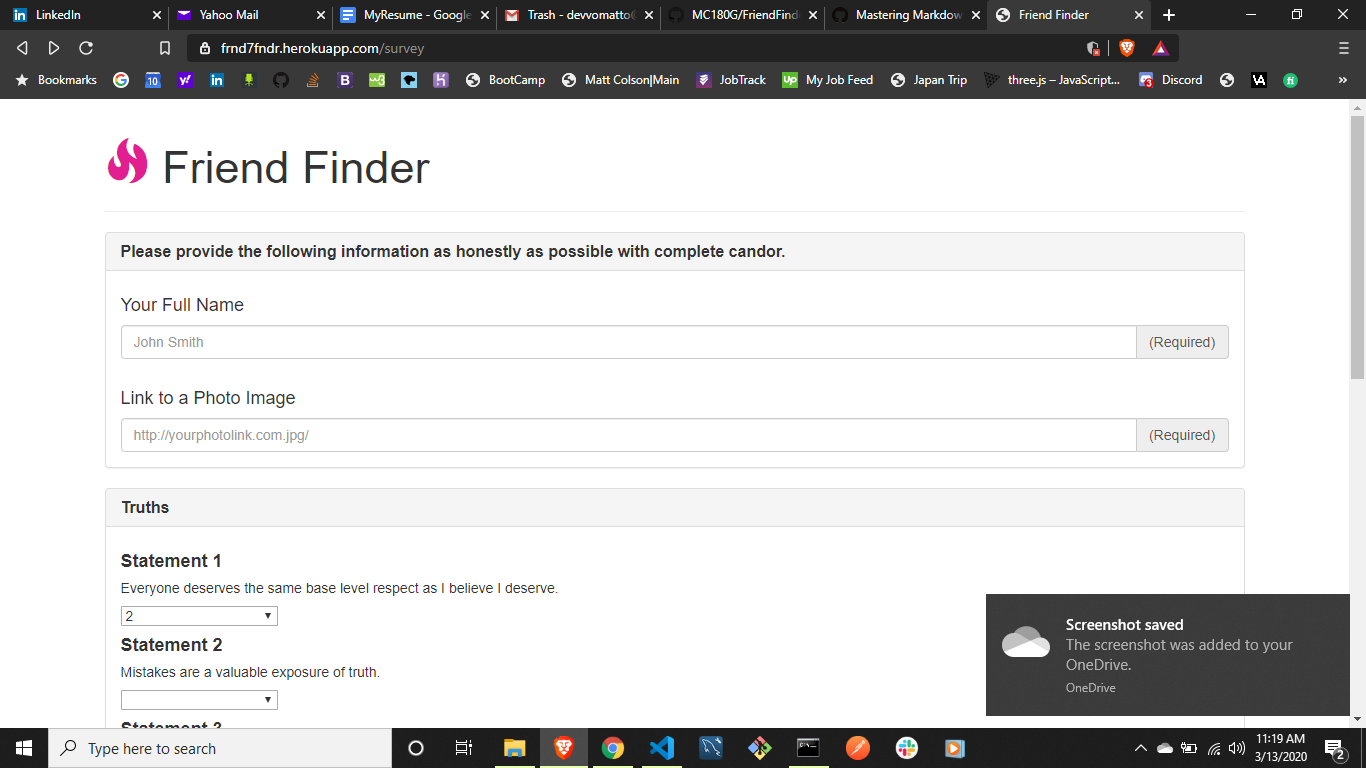 LinkedIn
Yahoo Mail
MyResume - Google
Trash - devvomatto
MC180G/FriendFind
Mastering Markdow
Friend Finder
frnd7fndr.herokuapp.com/survey
Bookmarks
10
BootCamp
Matt Colson|Main
JobTrack
Up
My Job Feed
Japan Trip
three.js – JavaScript...
3
Discord
VA
fi
»
Friend Finder
Please provide the following information as honestly as possible with complete candor.
Your Full Name
John Smith
(Required)
Link to a Photo Image
http://yourphotolink.com.jpg/
(Required)
Truths
Statement 1
Everyone deserves the same base level respect as I believe I deserve.
2
Statement 2
Mistakes are a valuable exposure of truth.
Statement 3
Screenshot saved
The screenshot was added to your
OneDrive.
OneDrive
Type here to search
11:19 AM
3/13/2020
2